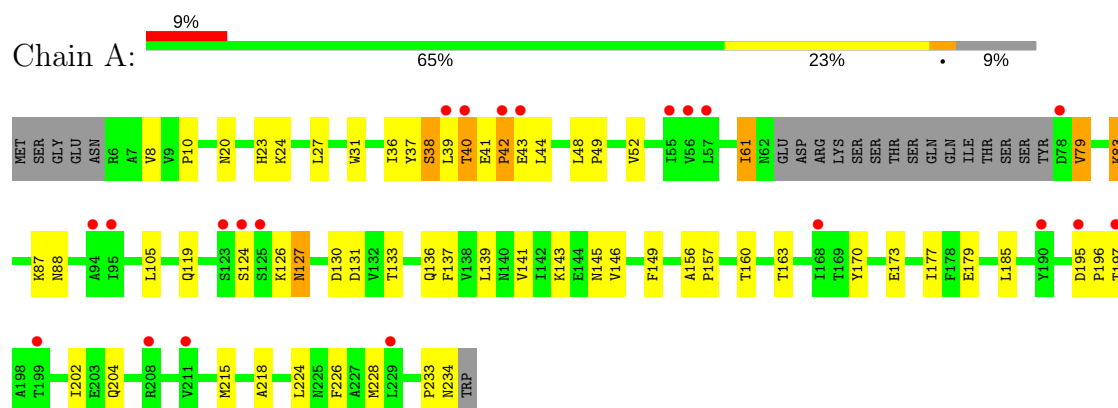 9%
Chain A:
65% 23% • 9%
MET SER GLY GLU ASN R6 A7 V8 V9 P10 N20 H23 K24 L27 W31 I36 Y37 S38 L39 T40 E41 P42 E43 L44 L48 P49 V52 I55 V56 L57 I61 N62 GLU ASP ARG LYS SER SER THR SER GLN GLN ILE THR SER SER TYR D78 V79 K83
K87 N88 A94 I95 L105 Q119 S123 S124 S125 K126 N127 D130 D131 V132 T133 Q136 F137 V138 L139 N140 V141 I142 K143 E144 N145 V146 F149 A156 P157 T160 T163 I168 T169 Y170 E173 I177 F178 E179 L185 Y190 D195 P196 T197
A198 T199 I202 E203 Q204 R208 V211 M215 A218 L224 N225 F226 A227 M228 L229 P233 N234 TRP